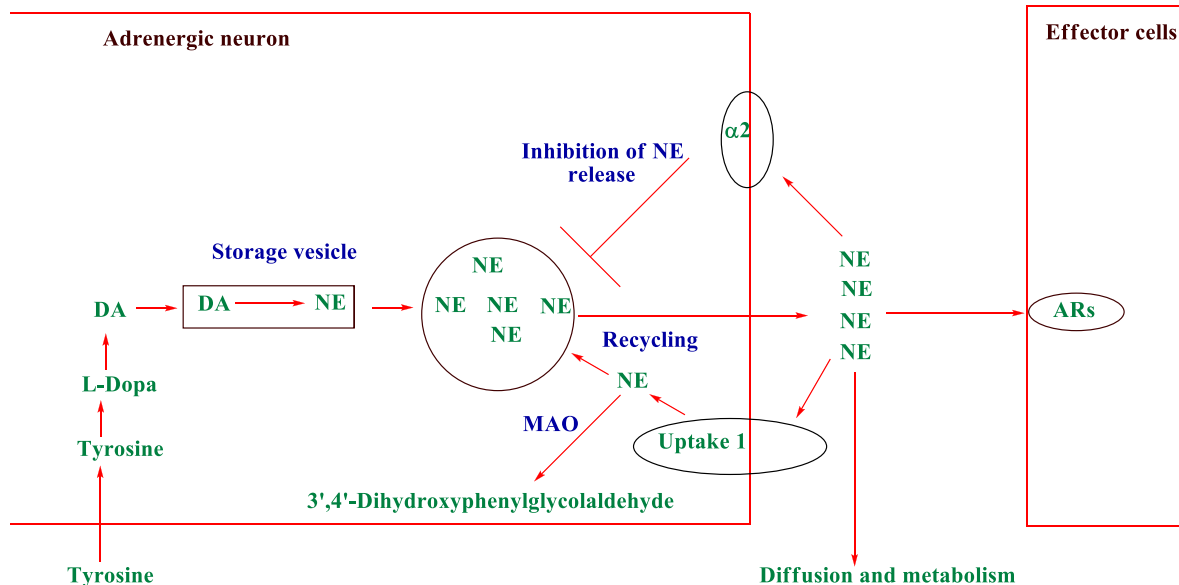 Adrenergic neuron
Effector cells
α2
Inhibition of NE
release
Storage vesicle
NE
NE
NE
NE
NE
DA
NE
NE
NE
NE
NE
NE
DA
ARs
Recycling
L-Dopa
NE
MAO
Uptake 1
Tyrosine
3',4'-Dihydroxyphenylglycolaldehyde
Tyrosine
Diffusion and metabolism